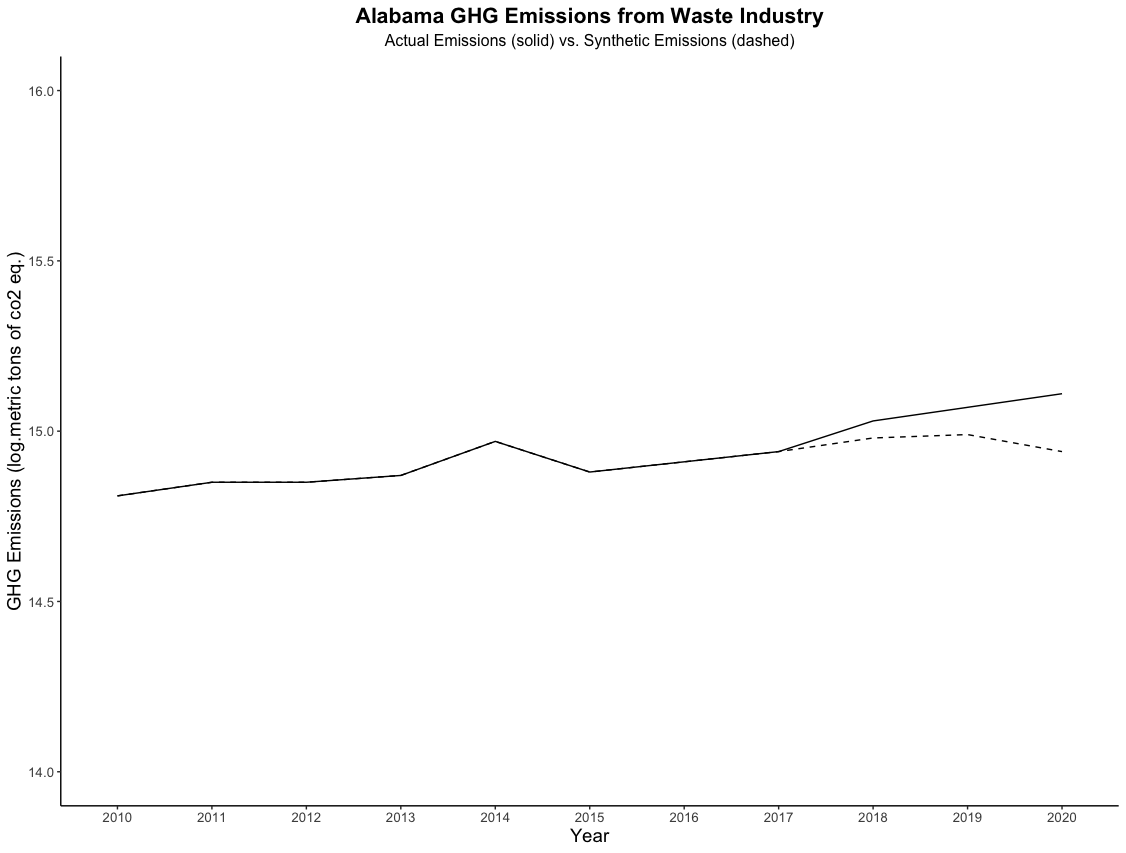 Alabama GHG Emissions from Waste Industry
Actual Emissions (solid) vs. Synthetic Emissions (dashed)
GHG Emissions (log.metric tons of co2 eq.)
16.0
15.5
15.0
14.5
14.0
2010 2011 2012 2013 2014 2015 2016 2017 2018 2019 2020
Year